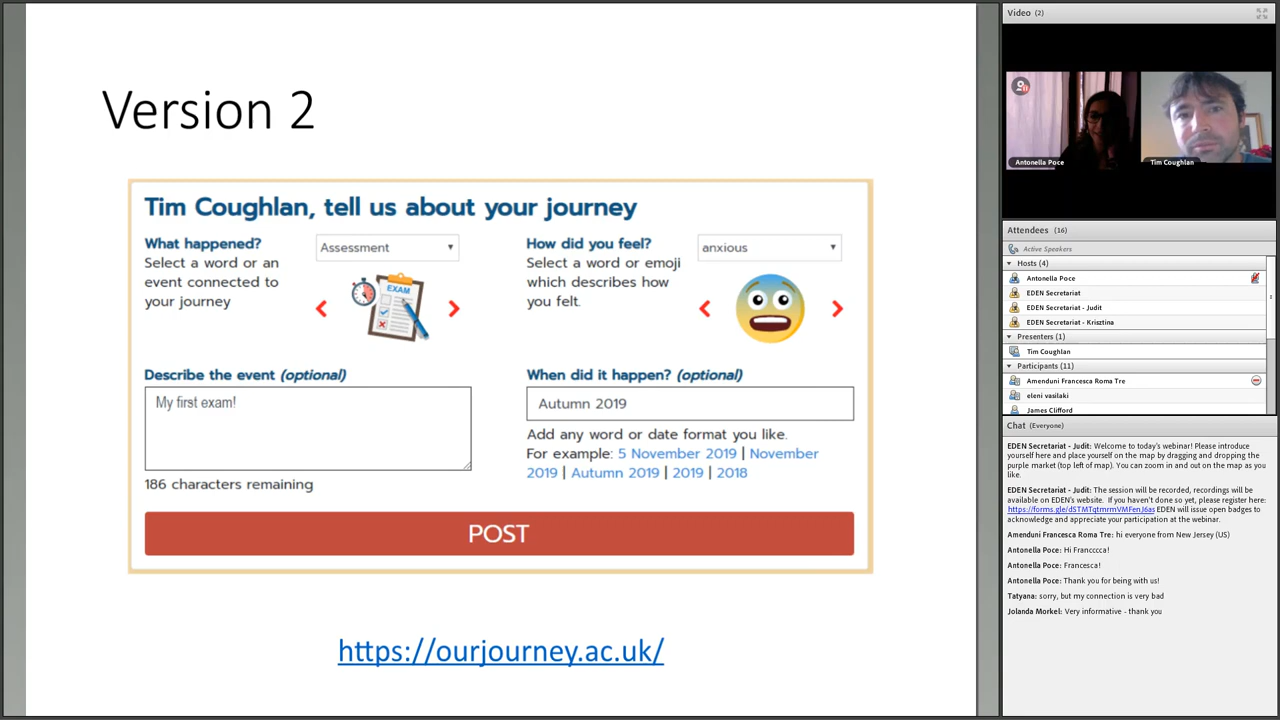 Version 2
Tim Coughlan, tell us about your journey
What happened?
Select a word or an
event connected to
your journey
Assessment
EXAM
How did you feel?
Select a word or emoji
which describes how
you felt.
anxious
Describe the event (optional)
My first exam!
186 characters remaining
When did it happen? (optional)
Autumn 2019
Add any word or date format you like.
For example: 5 November 2019 | November
2019 | Autumn 2019 | 2019 | 2018
POST
https://ourjourney.ac.uk/
Video (2)
Antonella Poce
Tim Coughlan
Attendees (16)
Active Speakers
Hosts (4)
Antonella Poce
EDEN Secretariat
EDEN Secretariat - Judit
EDEN Secretariat - Krisztina
Presenters (1)
Tim Coughlan
Participants (11)
Amenduni Francesca Roma Tre
eleni vasilaki
James Clifford
Chat (Everyone)
EDEN Secretariat - Judit: Welcome to today's webinar! Please introduce
yourself here and place yourself on the map by dragging and dropping the
purple market (top left of map). You can zoom in and out on the map as you
like.
EDEN Secretariat - Judit: The session will be recorded, recordings will be
available on EDEN's website. If you haven't done so yet, please register here:
https://forms.gle/dSTMTqtmrmVMFenJ6as EDEN will issue open badges to
acknowledge and appreciate your participation at the webinar.
Amenduni Francesca Roma Tre: hi everyone from New Jersey (US)
Antonella Poce: Hi Francccca!
Antonella Poce: Francesca!
Antonella Poce: Thank you for being with us!
Tatyana: sorry, but my connection is very bad
Jolanda Morkel: Very informative - thank you